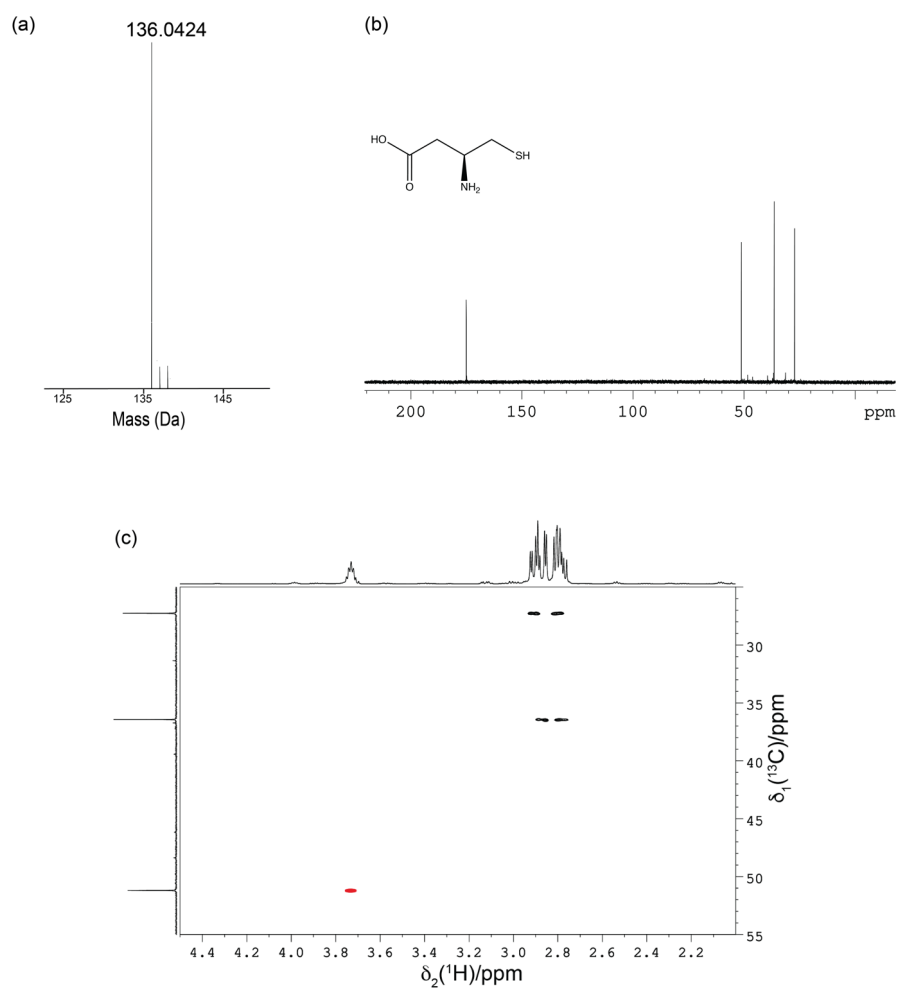 (a)
136.0424
125
135
145
Mass (Da)
(b)
HO
O
NH₂
SH
200
150
100
50
ppm
(c)
30
35
40
45
50
55
δ₁(¹³C)/ppm
4.4 4.2 4.0 3.8 3.6 3.4 3.2 3.0 2.8 2.6 2.4 2.2
δ₂(¹H)/ppm